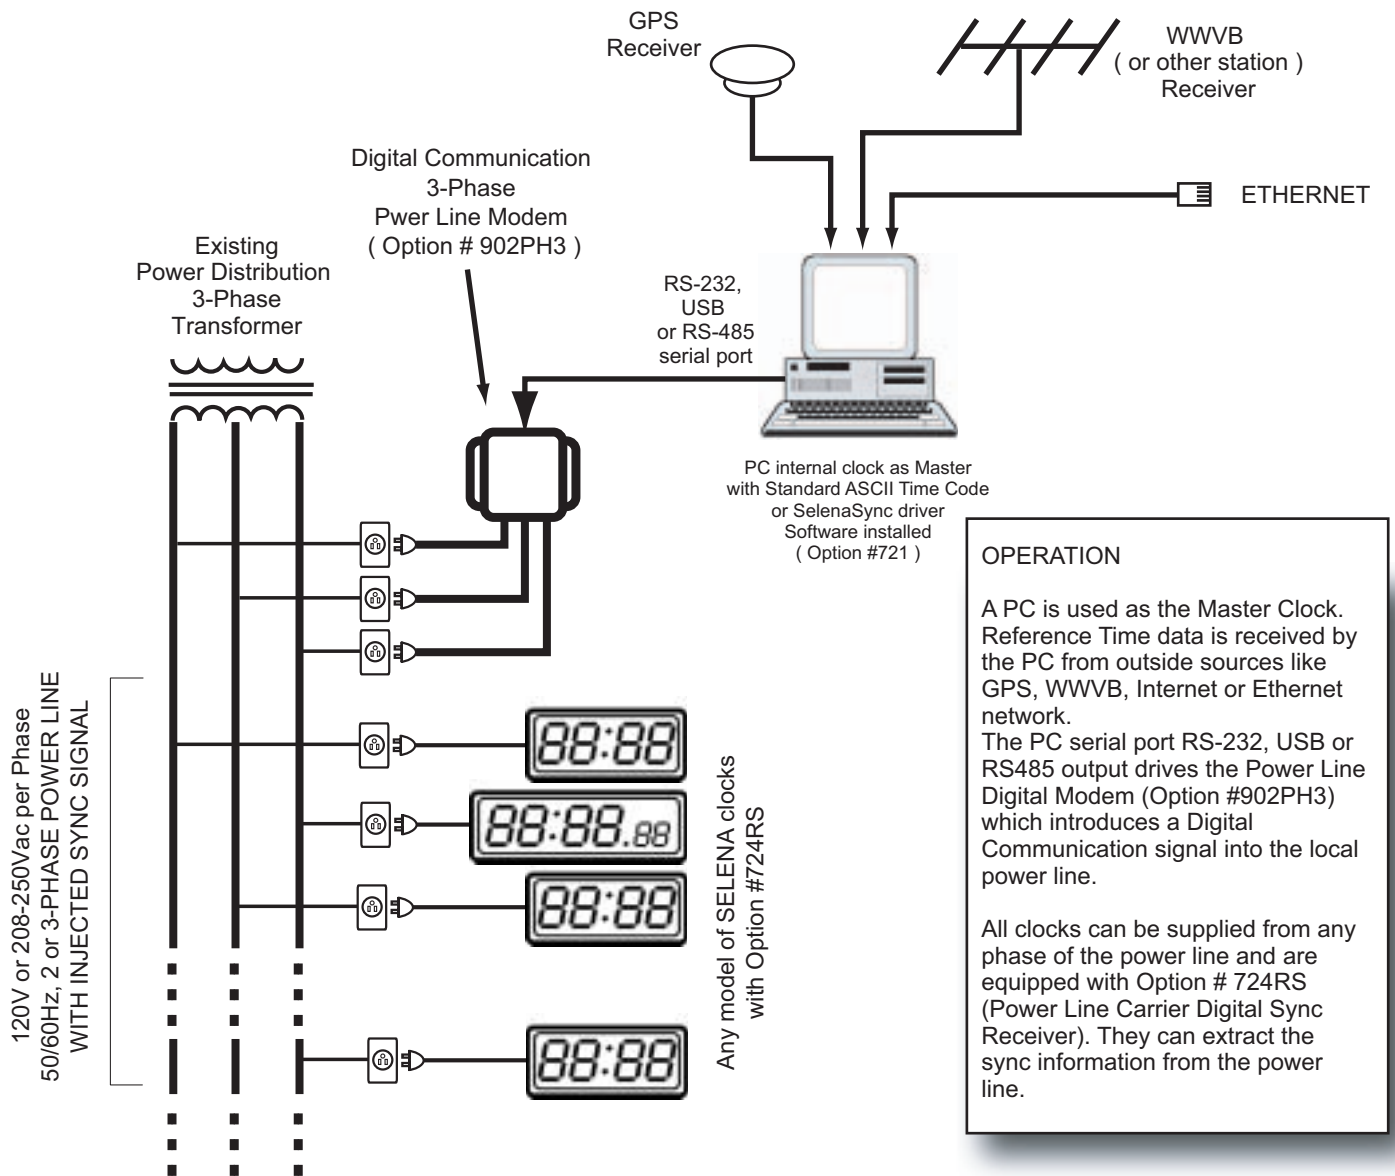 GPS
Receiver
WWVB
( or other station )
Receiver
ETHERNET
Digital Communication
3-Phase
Pwer Line Modem
( Option # 902PH3 )
Existing
Power Distribution
3-Phase
Transformer
RS-232,
USB
or RS-485
serial port
PC internal clock as Master
with Standard ASCII Time Code
or SelenaSync driver
Software installed
( Option #721 )
120V or 208-250Vac per Phase
50/60Hz, 2 or 3-PHASE POWER LINE
WITH INJECTED SYNC SIGNAL
88:88
88:88.88
88:88
88:88
Any model of SELENA clocks
with Option #724RS
OPERATION
A PC is used as the Master Clock.
Reference Time data is received by
the PC from outside sources like
GPS, WWVB, Internet or Ethernet
network.
The PC serial port RS-232, USB or
RS485 output drives the Power Line
Digital Modem (Option #902PH3)
which introduces a Digital
Communication signal into the local
power line.
All clocks can be supplied from any
phase of the power line and are
equipped with Option # 724RS
(Power Line Carrier Digital Sync
Receiver). They can extract the
sync information from the power
line.